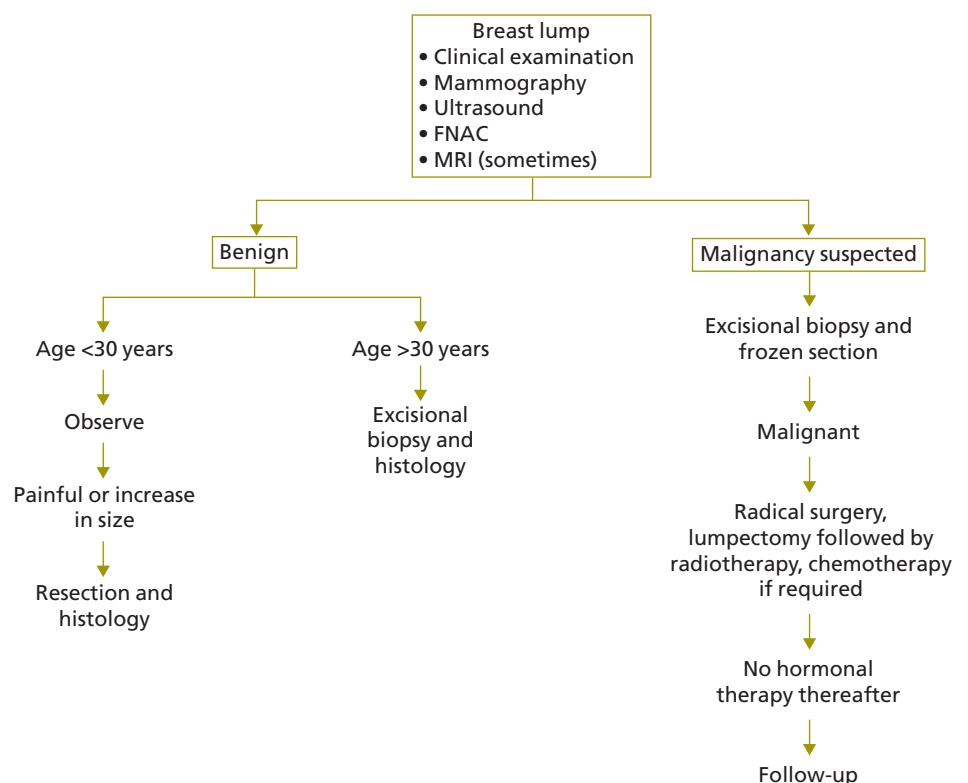 Breast lump
• Clinical examination
• Mammography
• Ultrasound
• FNAC
• MRI (sometimes)
Benign
Malignancy suspected
Age <30 years
Age >30 years
Excisional biopsy and
frozen section
Observe
Excisional
biopsy and
histology
Malignant
Painful or increase
in size
Radical surgery,
lumpectomy followed by
radiotherapy, chemotherapy
if required
Resection and
histology
No hormonal
therapy thereafter
Follow-up